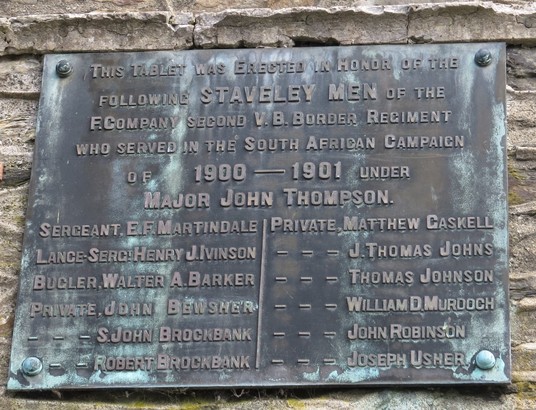 THIS TABLET WAS ERECTED IN HONOR OF THE
FOLLOWING STAVELEY MEN OF THE
F.COMPANY SECOND V.B. BORDER REGIMENT
WHO SERVED IN THE SOUTH AFRICAN CAMPAIGN
OF 1900 — 1901 UNDER
MAJOR JOHN THOMPSON.
SERGEANT. E.F. MARTINDALE PRIVATE. MATTHEW GASKELL
LANCE-SERGT HENRY J. IVINSON - - - J. THOMAS JOHNS
BUGLER. WALTER A. BARKER - - - THOMAS JOHNSON
PRIVATE. JOHN BEWSHER - - - WILLIAM D. MURDOCH
- - - S. JOHN BROCKBANK - - - JOHN ROBINSON
- - - ROBERT BROCKBANK - - - JOSEPH USHER